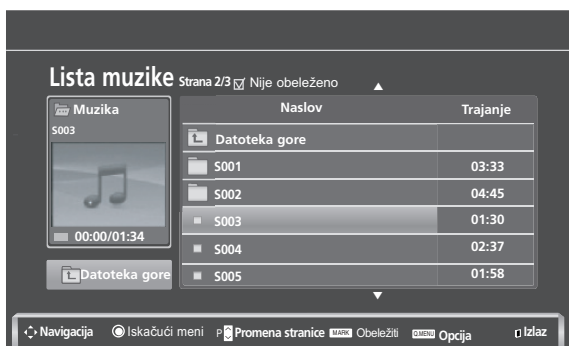 Lista muzike Strana 2/3 Nije obeleženo
Muzika
S003
00:00/01:34
Datoteka gore
Naslov Trajanje
Datoteka gore
S001 03:33
S002 04:45
S003 01:30
S004 02:37
S005 01:58
Navigacija Iskačući meni P Promena stranice MARK Obeležiti Q.MENU Opcija Izlaz